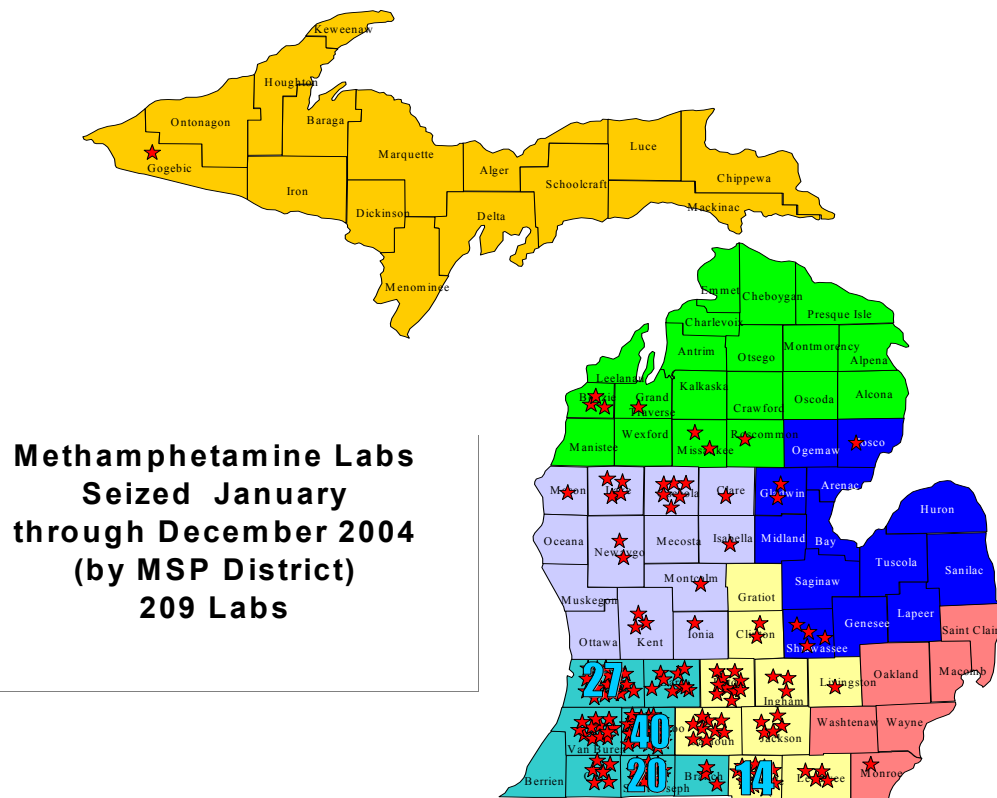 Keweenaw
Houghton
Ontonagon
Baraga
Gogebic
Marquette
Luce
Alger
Chippewa
Schoolcraft
Iron
Dickinson
Mackinac
Delta
Menominee
Emmet
Cheboygan
Presque Isle
Charlevoix
Antrim
Otsego
Montmorency
Alpena
Leelanau
Kalkaska
Grand
Traverse
Crawford
Oscoda
Alcona
Manistee
Wexford
Missaukee
Roscommon
Ogemaw
Iosco
Methamphetamine Labs
Seized January
through December 2004
(by MSP District)
209 Labs
Mason
Clare
Gladwin
Arenac
Huron
Oceana
Newaygo
Mecosta
Isabella
Midland
Bay
Tuscola
Sanilac
Montcalm
Gratiot
Saginaw
Muskegon
Ottawa
Kent
Ionia
Clinton
Shiawassee
Genesee
Lapeer
Saint Clair
27
Ingham
Livingston
Oakland
Macomb
Van Buren
40
Jackson
Washtenaw
Wayne
Berrien
20
14
Monroe